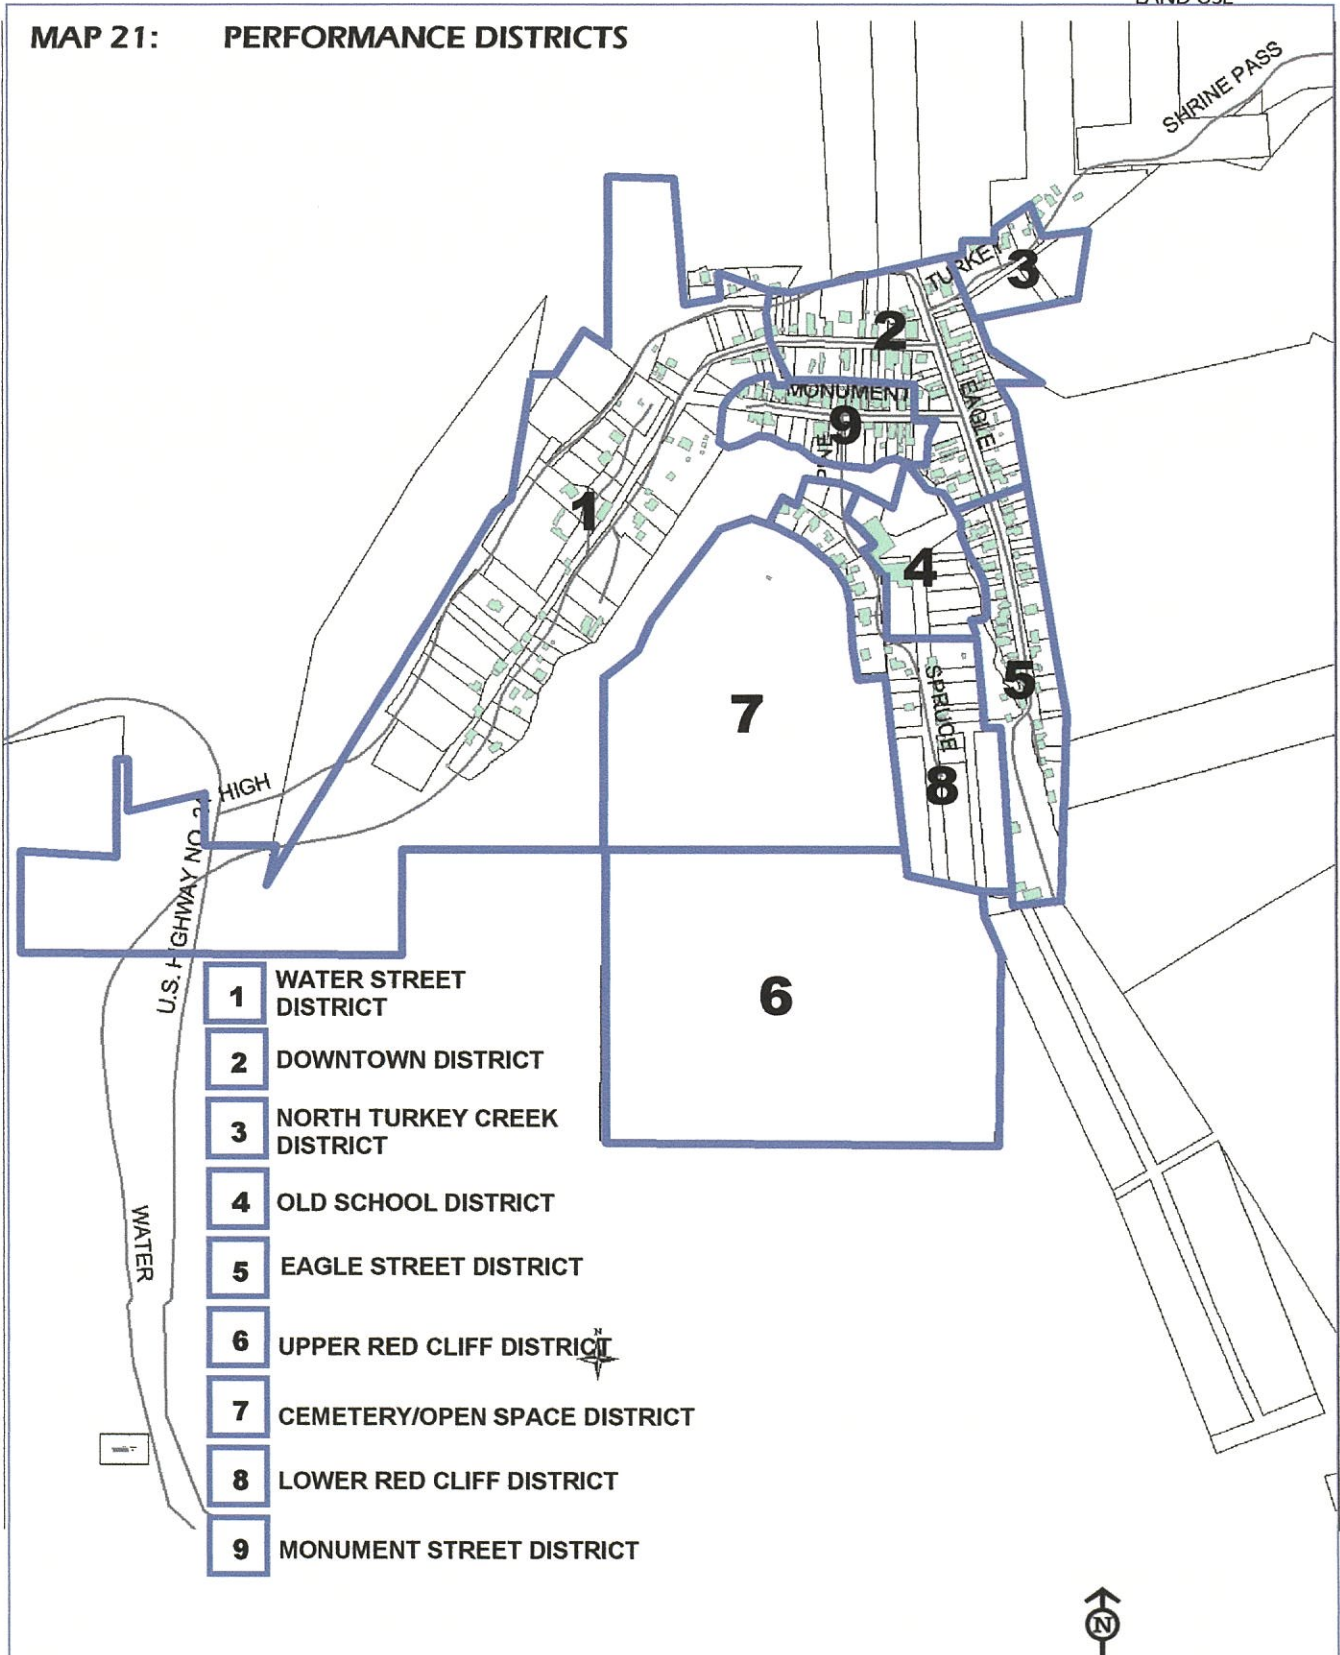 MAP 21: PERFORMANCE DISTRICTS
SHRINE PASS
TURKEY
3
2
EAGLE
MONUMENT
9
1
4
5
SPRUCE
7
8
HIGH
6
WATER
1 WATER STREET
DISTRICT
2 DOWNTOWN DISTRICT
3 NORTH TURKEY CREEK
DISTRICT
4 OLD SCHOOL DISTRICT
5 EAGLE STREET DISTRICT
6 UPPER RED CLIFF DISTRICT
N
7 CEMETERY/OPEN SPACE DISTRICT
8 LOWER RED CLIFF DISTRICT
9 MONUMENT STREET DISTRICT
U.S. HIGHWAY NO.
N